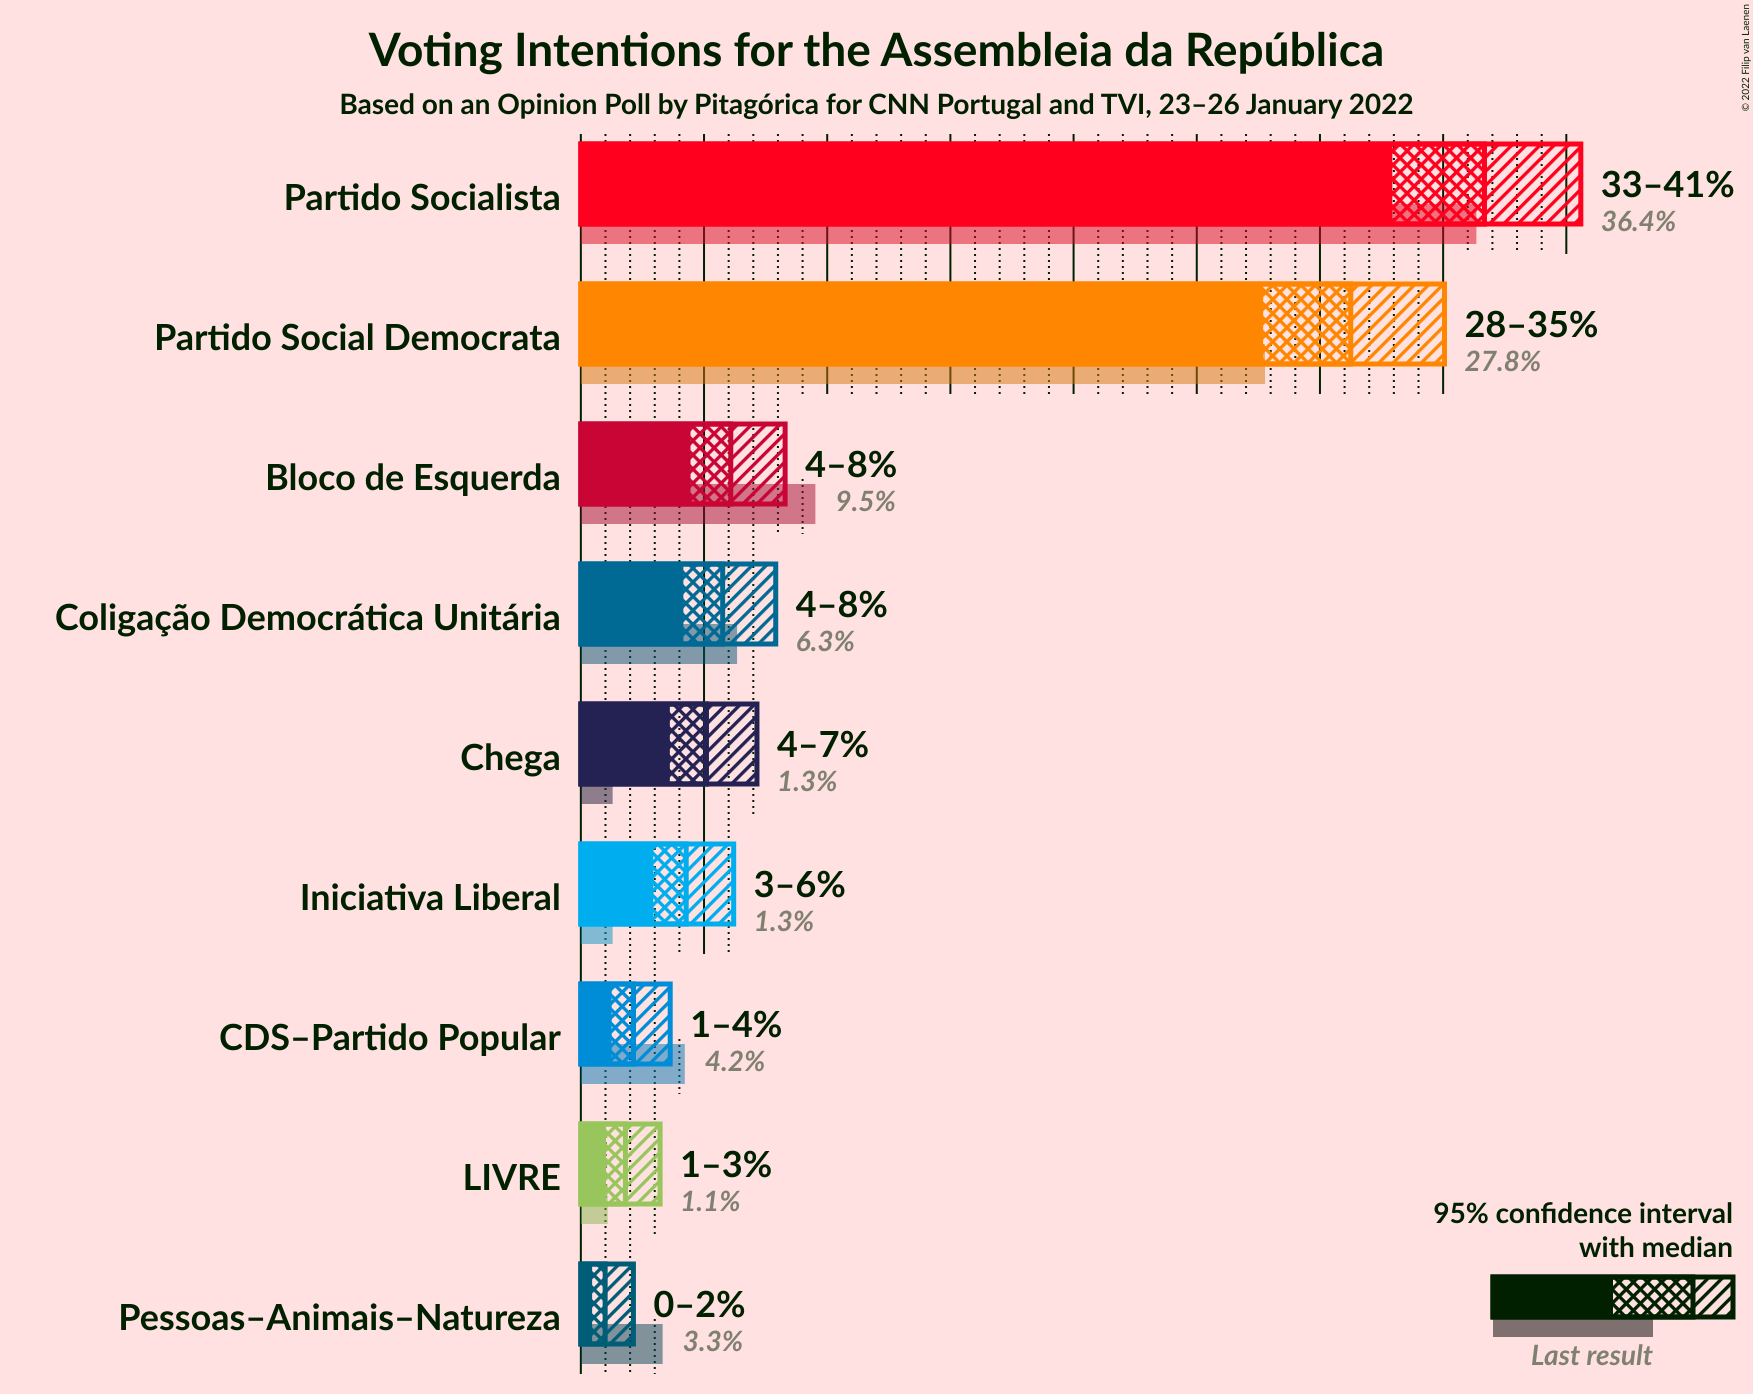 Voting Intentions for the Assembleia da República
Based on an Opinion Poll by Pitagórica for CNN Portugal and TVI, 23–26 January 2022
© 2022 Filip van Laenen
Partido Socialista
33–41%
36.4%
Partido Social Democrata
28–35%
27.8%
Bloco de Esquerda
4–8%
9.5%
Coligação Democrática Unitária
4–8%
6.3%
Chega
4–7%
1.3%
Iniciativa Liberal
3–6%
1.3%
CDS–Partido Popular
1–4%
4.2%
LIVRE
1–3%
1.1%
Pessoas–Animais–Natureza
0–2%
3.3%
95% confidence interval
with median
Last result